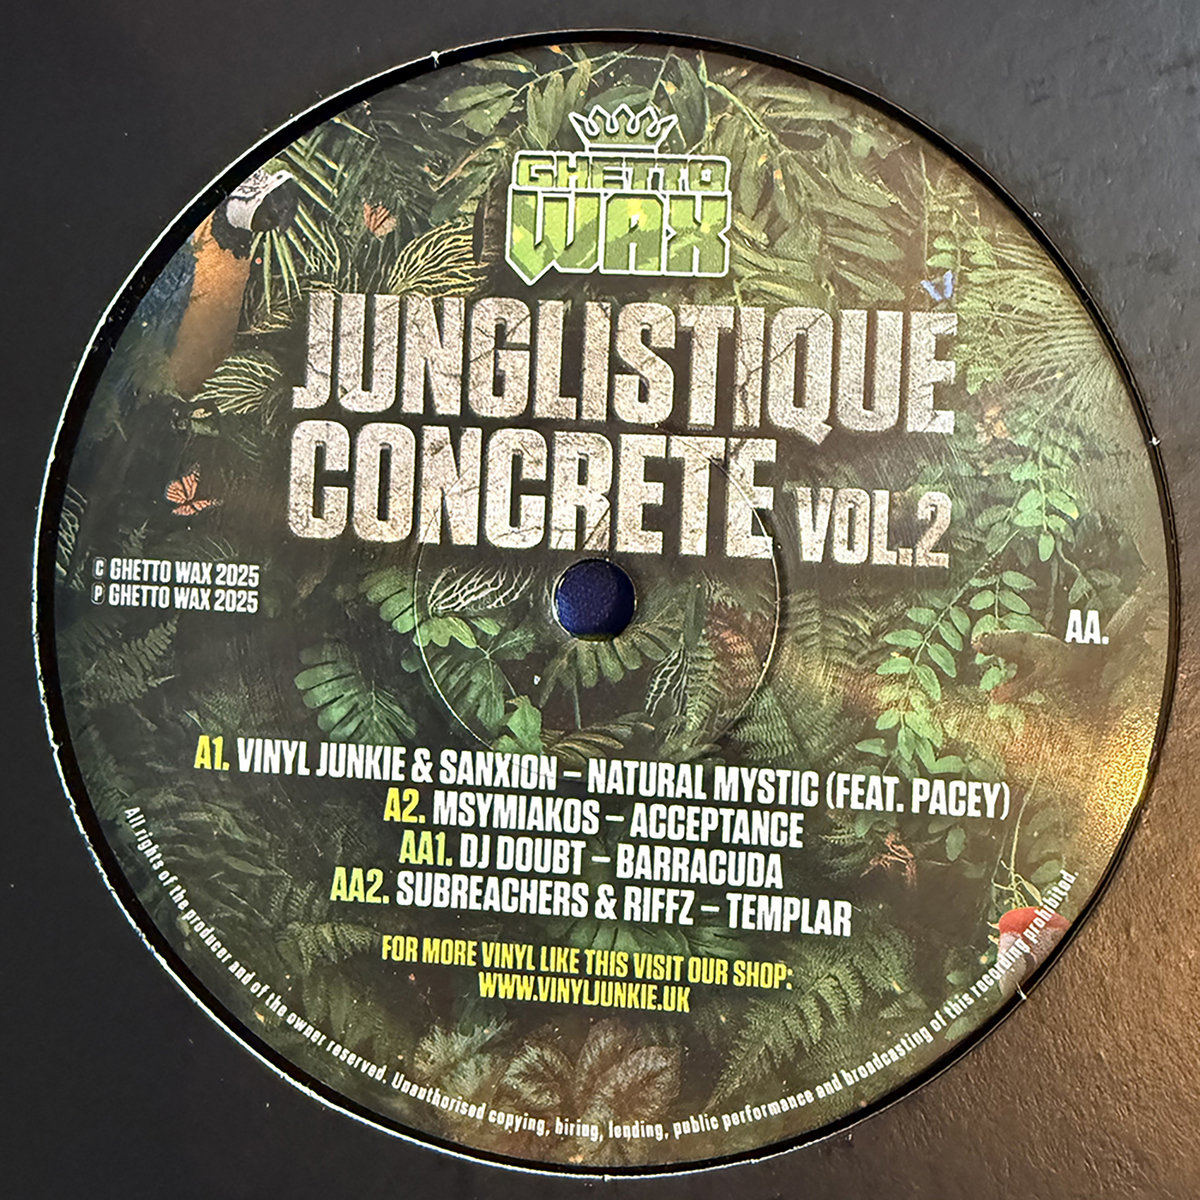 GHETTO
WAX
JUNGLISTIQUE
CONCRETE VOL.2
C GHETTO WAX 2025
P GHETTO WAX 2025
AA.
A1. VINYL JUNKIE & SANXION – NATURAL MYSTIC (FEAT. PACEY)
A2. MSYMIAKOS – ACCEPTANCE
AA1. DJ DOUBT – BARRACUDA
AA2. SUBREACHERS & RIFFZ – TEMPLAR
FOR MORE VINYL LIKE THIS VISIT OUR SHOP:
WWW.VINYLJUNKIE.UK
All rights of the producer and of the owner reserved. Unauthorised copying, hiring, lending, public performance and broadcasting of this recording prohibited.